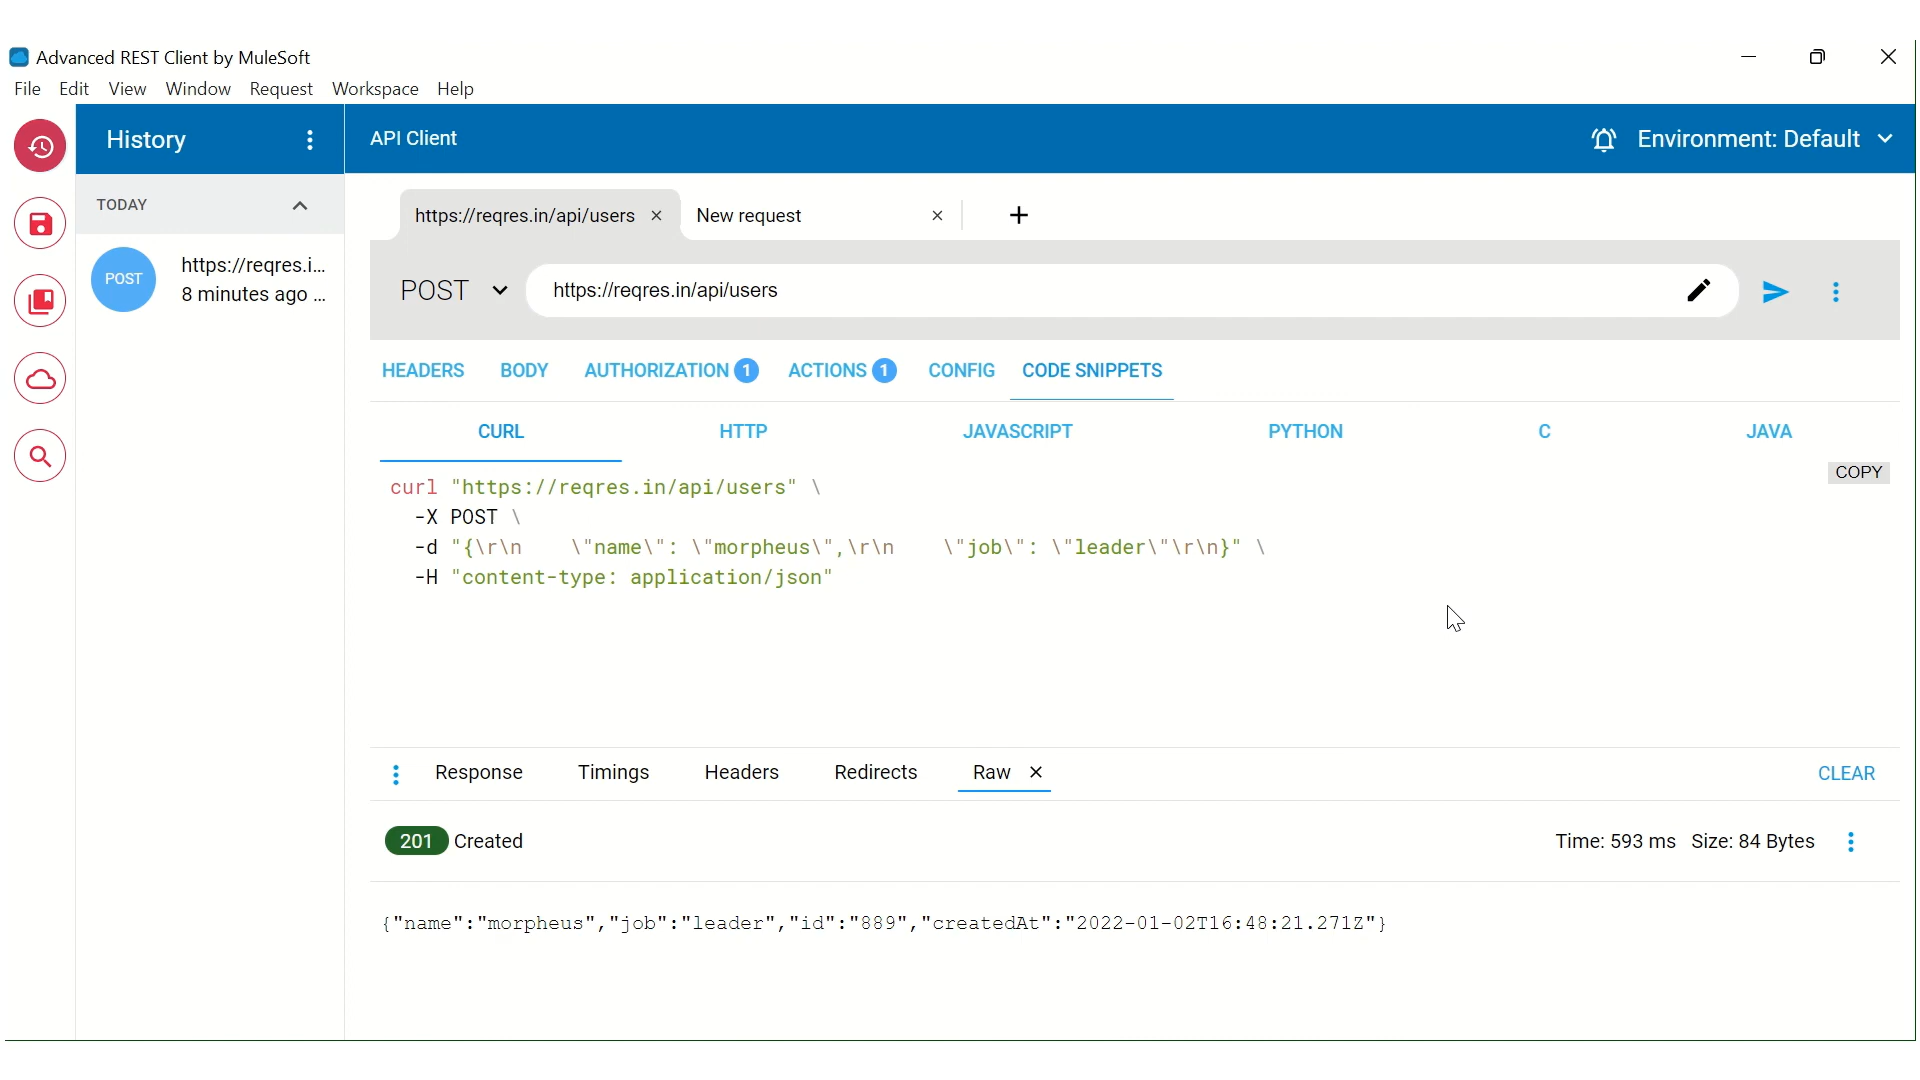 Advanced REST Client by MuleSoft
File Edit View Window Request Workspace Help
History
API Client
Environment: Default
TODAY
https://reqres.in/api/users
New request
POST
https://reqres.i...
8 minutes ago ...
POST
https://reqres.in/api/users
HEADERS BODY AUTHORIZATION 1 ACTIONS 1 CONFIG CODE SNIPPETS
CURL HTTP JAVASCRIPT PYTHON C JAVA
COPY
curl "https://reqres.in/api/users" \
-X POST \
-d "{\r\n    \"name\": \"morpheus\",\r\n    \"job\": \"leader\"\r\n}" \
-H "content-type: application/json"
Response Timings Headers Redirects Raw
CLEAR
201 Created
Time: 593 ms Size: 84 Bytes
{"name":"morpheus","job":"leader","id":"889","createdAt":"2022-01-02T16:48:21.271Z"}